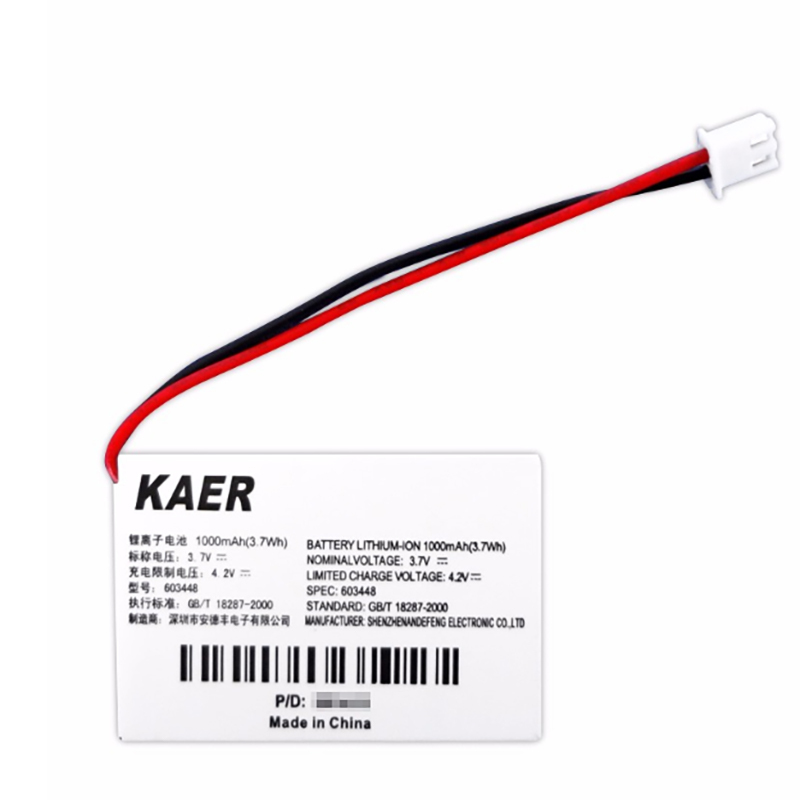 KAER
锂离子电池 1000mAh(3.7Wh)
标称电压: 3.7V
充电限制电压: 4.2V
型号: 603448
执行标准: GB/T 18287-2000
制造商: 深圳市安德丰电子有限公司
BATTERY LITHIUM-ION 1000mAh(3.7Wh)
NOMINALVOLTAGE: 3.7V
LIMITED CHARGE VOLTAGE: 4.2V
SPEC: 603448
STANDARD: GB/T 18287-2000
MANUFACTURER: SHENZHENANDEFENG ELECTRONIC CO.,LTD
P/D:
Made in China